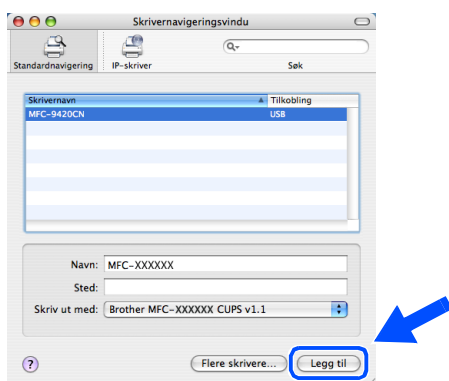 Skrivernavigeringsvindu
Standardnavigering IP-skriver Søk
Skrivernavn Tilkobling
MFC-9420CN USB
Navn: MFC-XXXXXX
Sted:
Skriv ut med: Brother MFC-XXXXXX CUPS v1.1
? Flere skrivere... Legg til